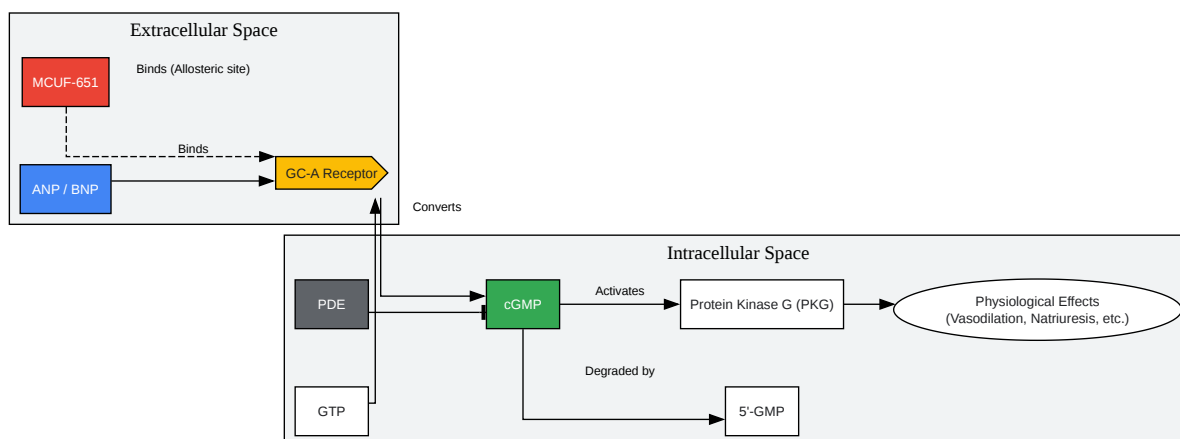 Extracellular Space
MCUF-651
Binds (Allosteric site)
Binds
GC-A Receptor
ANP / BNP
Converts
Intracellular Space
PDE
cGMP
Activates
Protein Kinase G (PKG)
Physiological Effects
(Vasodilation, Natriuresis, etc.)
Degraded by
GTP
5'-GMP